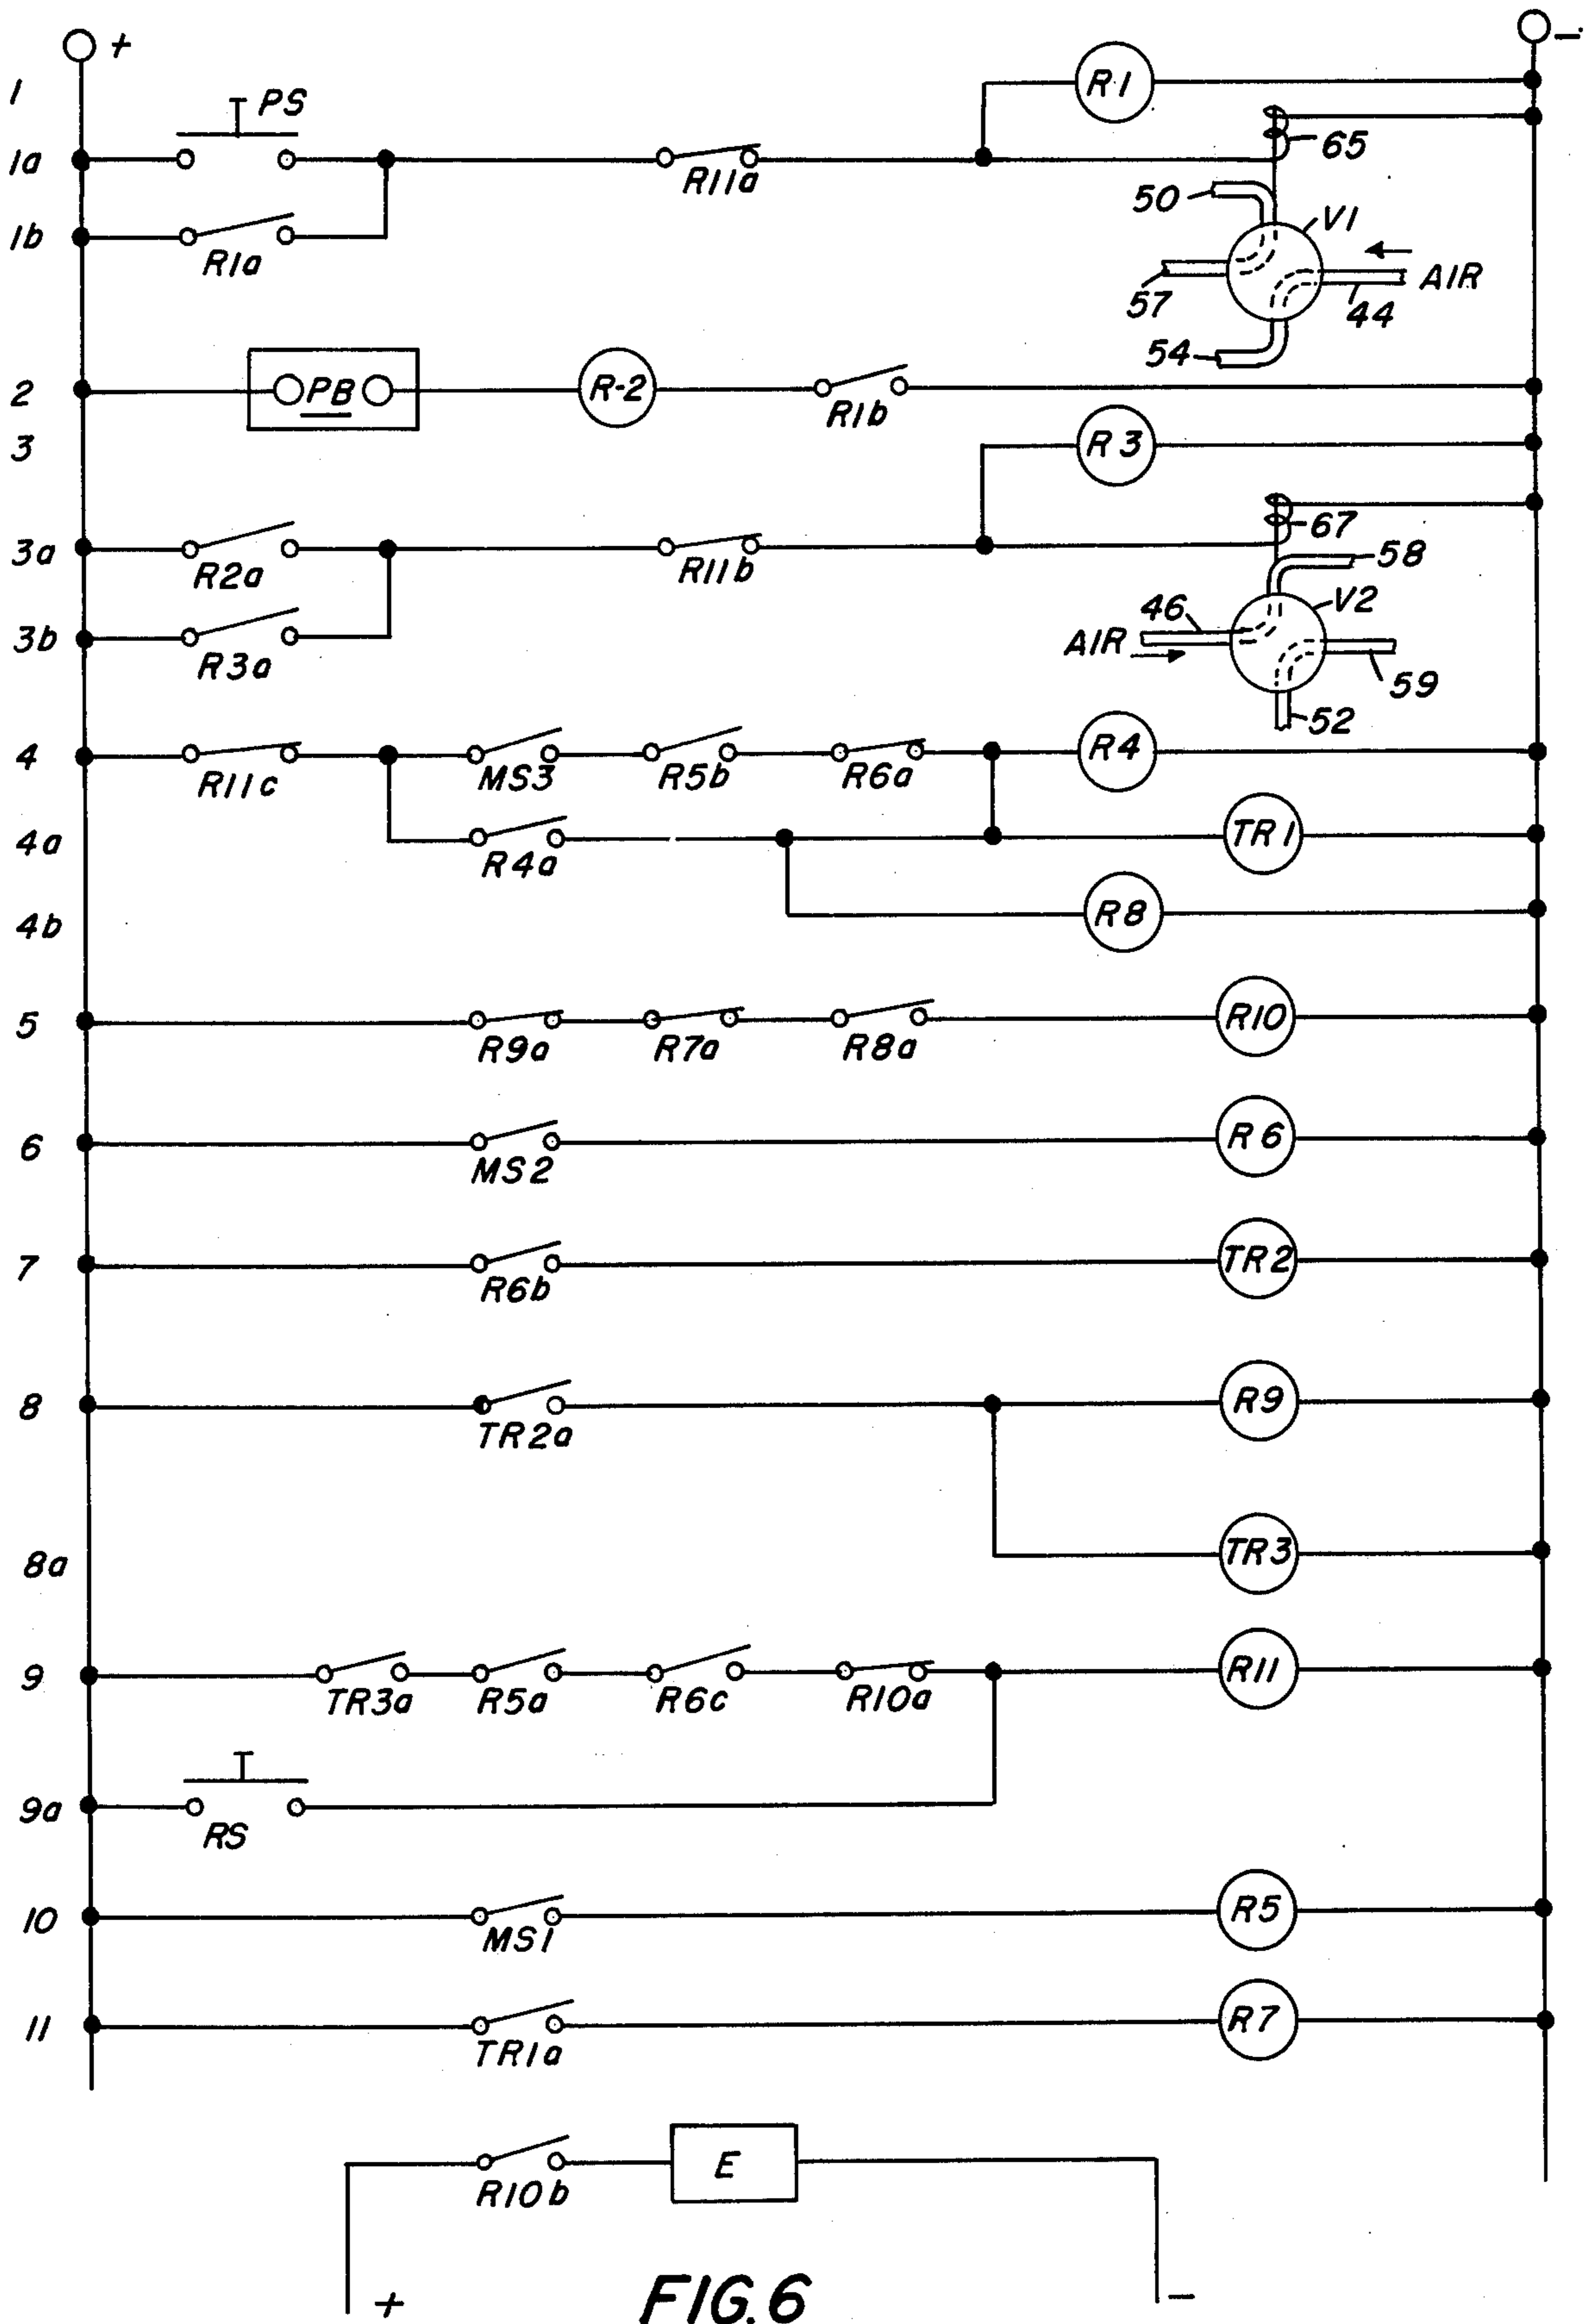 + -
1 R1
PS
1a R11a 65
50 V1
1b R1a AIR
57 44
54
2 PB R-2 R1b
3 R3
67
3a R2a R11b 58
46 V2
3b R3a AIR
59
52
4 R11c MS3 R5b R6a R4
4a R4a TR1
4b R8
5 R9a R7a R8a R10
6 MS2 R6
7 R6b TR2
8 TR2a R9
8a TR3
9 TR3a R5a R6c R10a R11
9a RS
10 MS1 R5
11 TR1a R7
R10b E
+ -
FIG.6